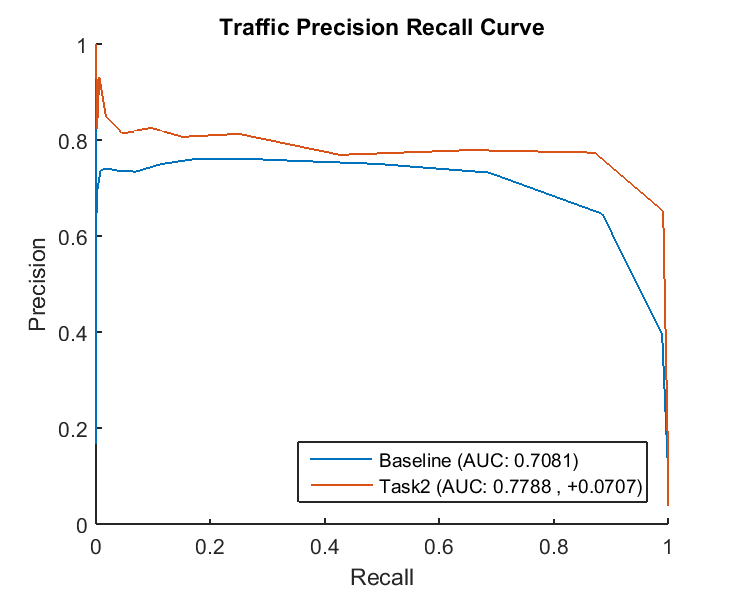 Traffic Precision Recall Curve
1
0.8
0.6
0.4
0.2
0
Precision
Baseline (AUC: 0.7081)
Task2 (AUC: 0.7788 , +0.0707)
0 0.2 0.4 0.6 0.8 1
Recall